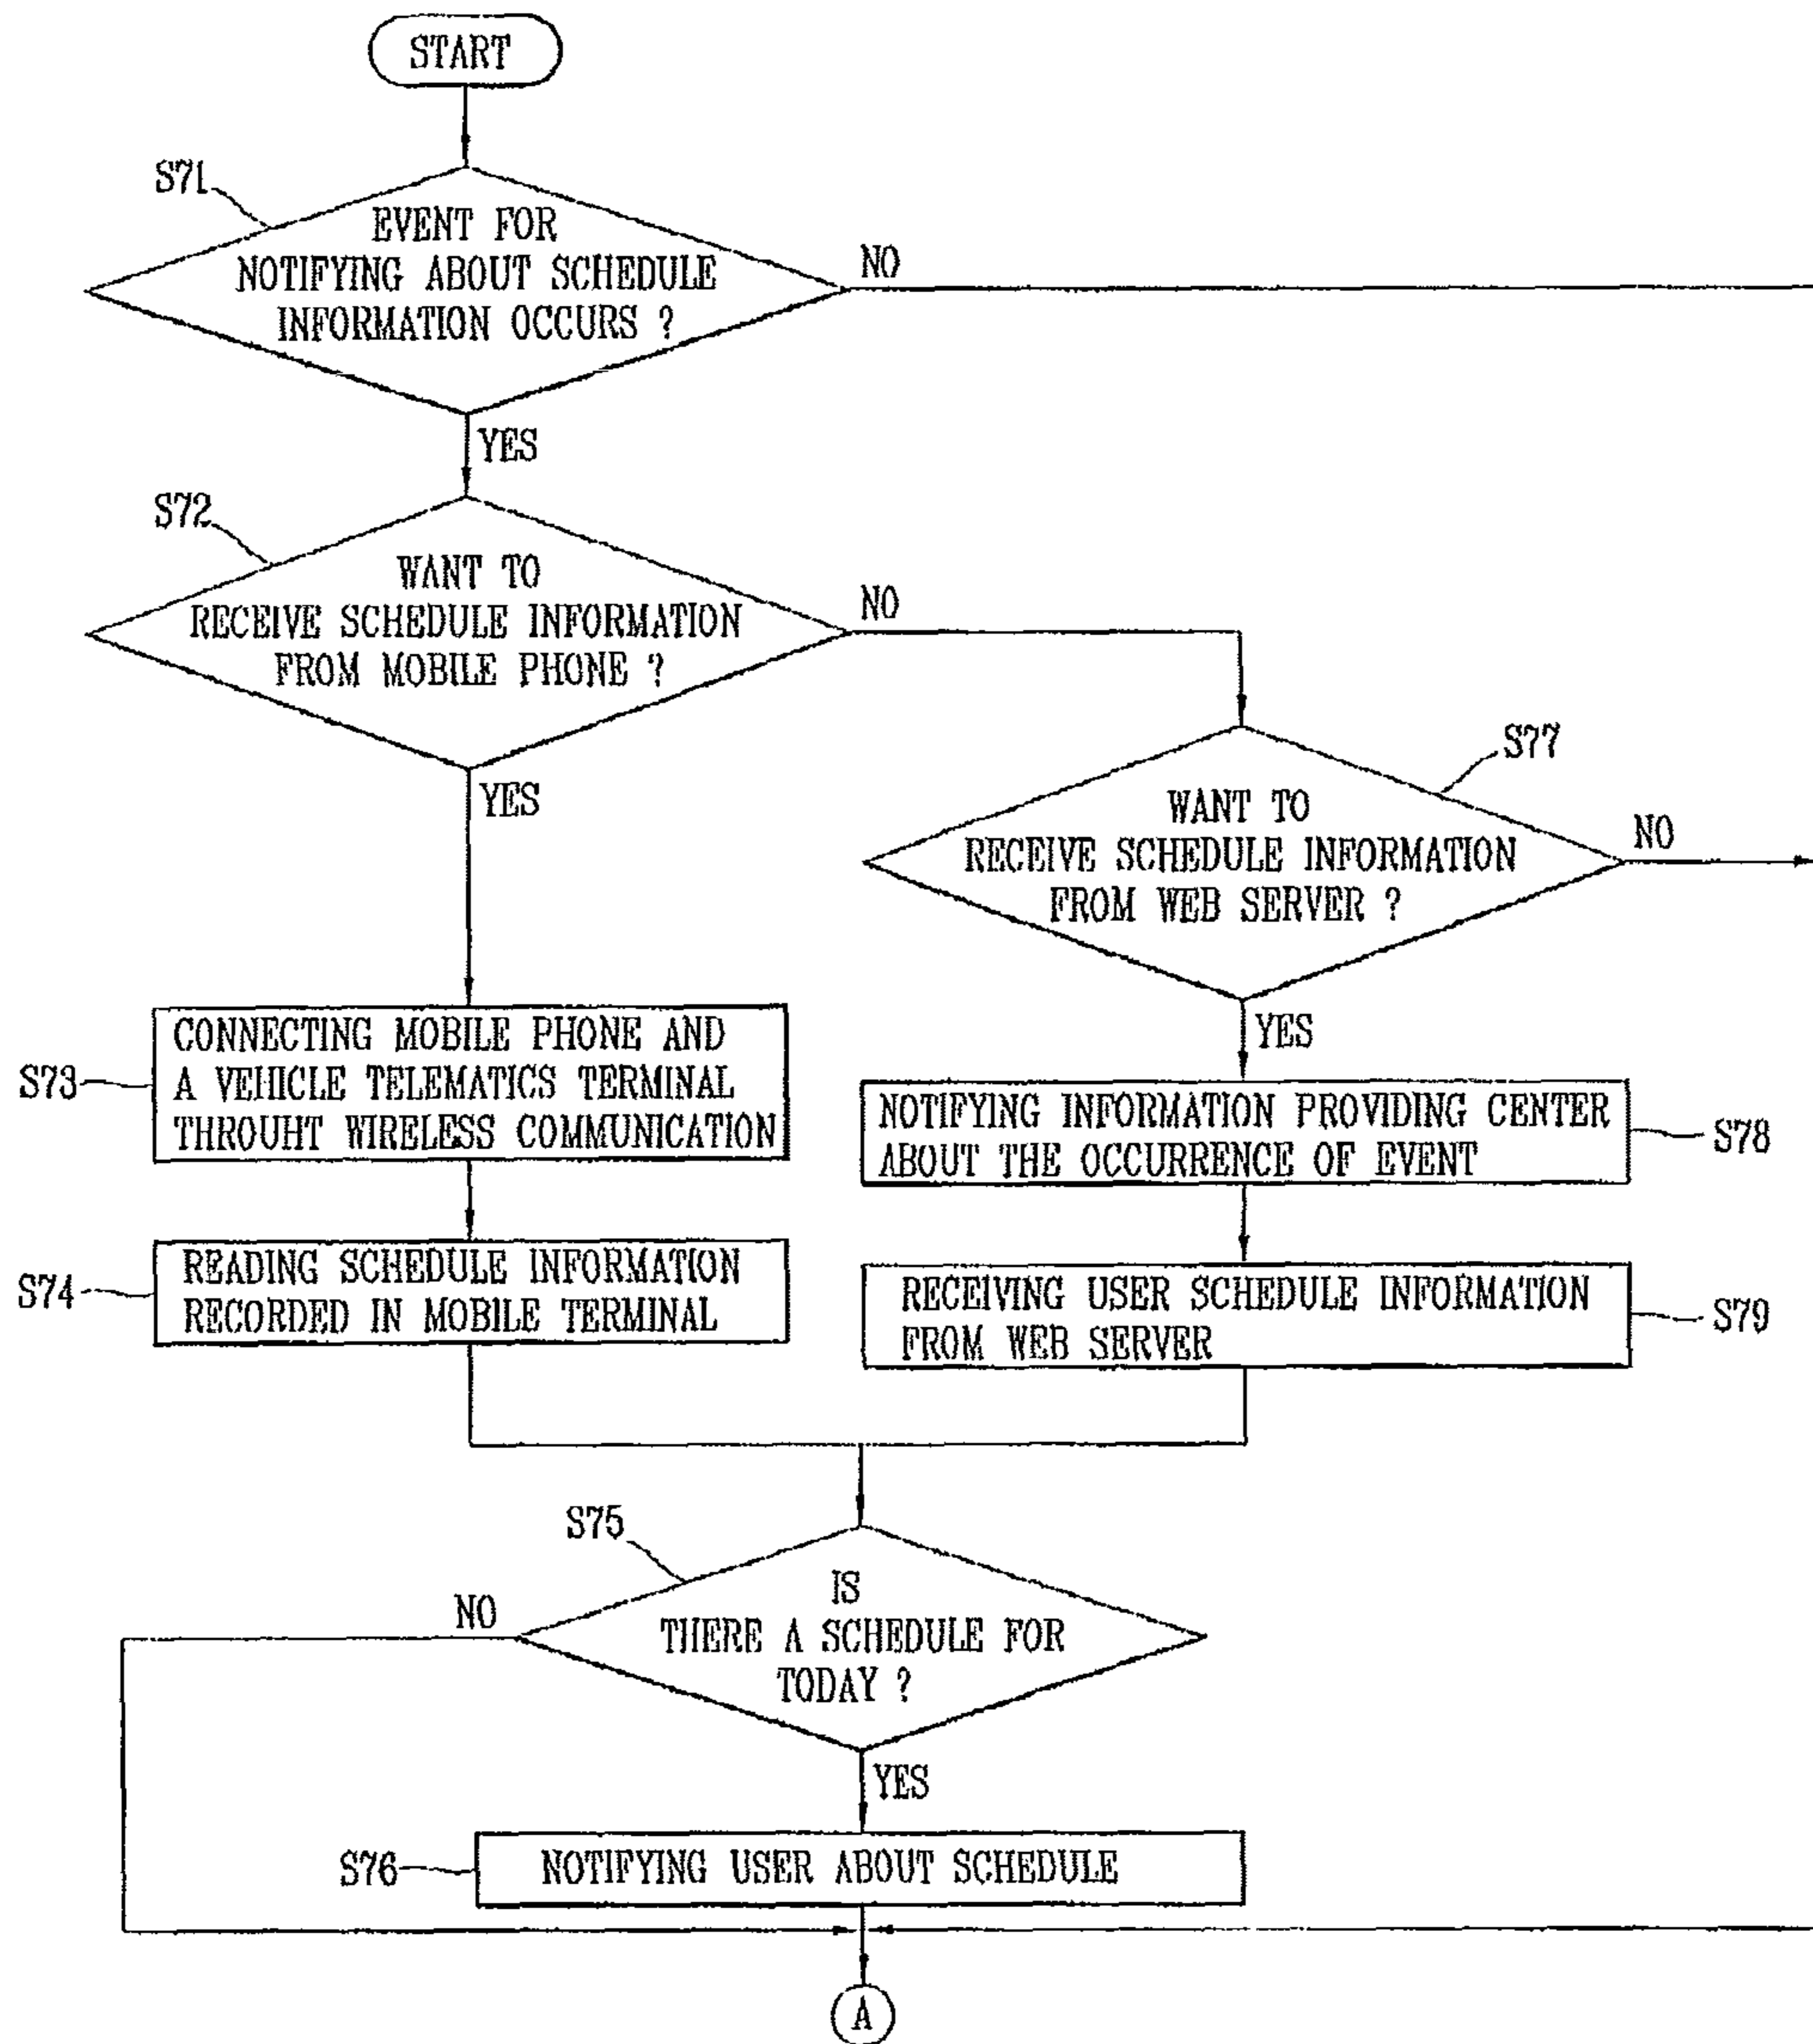 START
S71
EVENT FOR
NOTIFYING ABOUT SCHEDULE
INFORMATION OCCURS ?
NO
YES
S72
WANT TO
RECEIVE SCHEDULE INFORMATION
FROM MOBILE PHONE ?
NO
YES
S77
WANT TO
RECEIVE SCHEDULE INFORMATION
FROM WEB SERVER ?
NO
YES
S73
CONNECTING MOBILE PHONE AND
A VEHICLE TELEMATICS TERMINAL
THROUHT WIRELESS COMMUNICATION
NOTIFYING INFORMATION PROVIDING CENTER
ABOUT THE OCCURRENCE OF EVENT
S78
S74
READING SCHEDULE INFORMATION
RECORDED IN MOBILE TERMINAL
RECEIVING USER SCHEDULE INFORMATION
FROM WEB SERVER
S79
S75
IS
THERE A SCHEDULE FOR
TODAY ?
NO
YES
S76
NOTIFYING USER ABOUT SCHEDULE
A